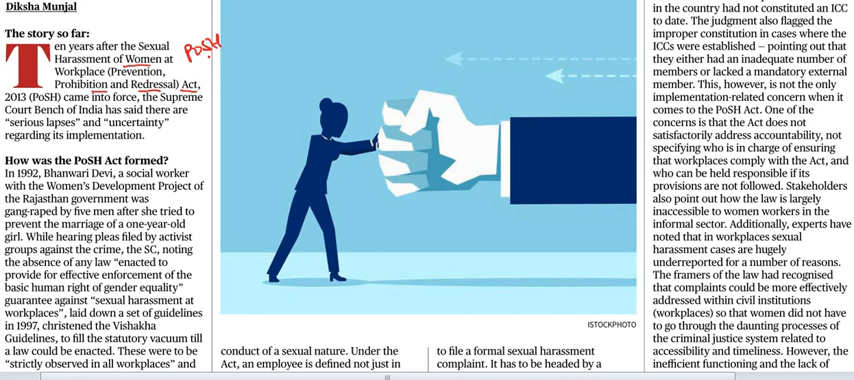 Diksha Munjal
The story so far:
Ten years after the Sexual
Harassment of Women at
Workplace (Prevention,
Prohibition and Redressal) Act,
2013 (PoSH) came into force, the Supreme
Court Bench of India has said there are
“serious lapses” and “uncertainty”
regarding its implementation.
How was the PoSH Act formed?
In 1992, Bhanwari Devi, a social worker
with the Women’s Development Project of
the Rajasthan government was
gang-raped by five men after she tried to
prevent the marriage of a one-year-old
girl. While hearing pleas filed by activist
groups against the crime, the SC, noting
the absence of any law “enacted to
provide for effective enforcement of the
basic human right of gender equality”
guarantee against “sexual harassment at
workplaces”, laid down a set of guidelines
in 1997, christened the Vishakha
Guidelines, to fill the statutory vacuum till
a law could be enacted. These were to be
“strictly observed in all workplaces” and
POSH
ISTOCKPHOTO
conduct of a sexual nature. Under the
Act, an employee is defined not just in
to file a formal sexual harassment
complaint. It has to be headed by a
in the country had not constituted an ICC
to date. The judgment also flagged the
improper constitution in cases where the
ICCs were established — pointing out that
they either had an inadequate number of
members or lacked a mandatory external
member. This, however, is not the only
implementation-related concern when it
comes to the PoSH Act. One of the
concerns is that the Act does not
satisfactorily address accountability, not
specifying who is in charge of ensuring
that workplaces comply with the Act, and
who can be held responsible if its
provisions are not followed. Stakeholders
also point out how the law is largely
inaccessible to women workers in the
informal sector. Additionally, experts have
noted that in workplaces sexual
harassment cases are hugely
underreported for a number of reasons.
The framers of the law had recognised
that complaints could be more effectively
addressed within civil institutions
(workplaces) so that women did not have
to go through the daunting processes of
the criminal justice system related to
accessibility and timeliness. However, the
inefficient functioning and the lack of